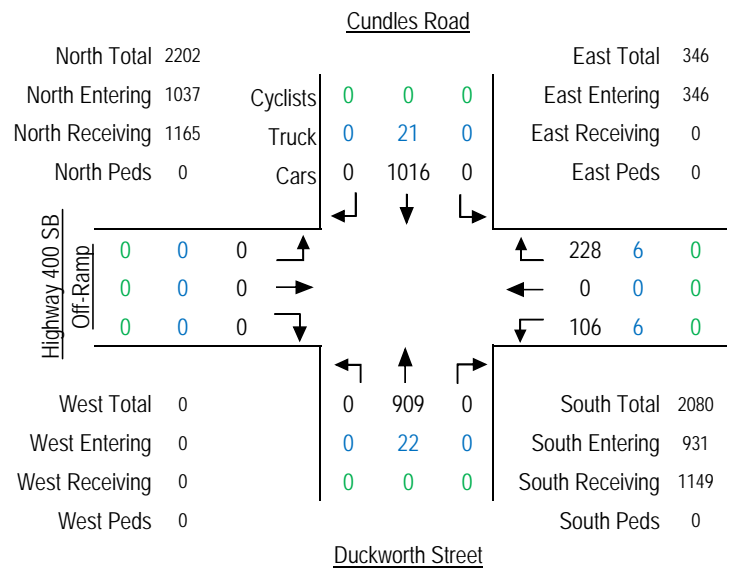 Cundles Road
North Total 2202
East Total 346
North Entering 1037
Cyclists 0 0 0
East Entering 346
North Receiving 1165
Truck 0 21 0
East Receiving 0
North Peds 0
Cars 0 1016 0
East Peds 0
Highway 400 SB
Off-Ramp
0 0 0
228 6 0
0 0 0
0 0 0
0 0 0
106 6 0
West Total 0
0 909 0
South Total 2080
West Entering 0
0 22 0
South Entering 931
West Receiving 0
0 0 0
South Receiving 1149
West Peds 0
South Peds 0
Duckworth Street